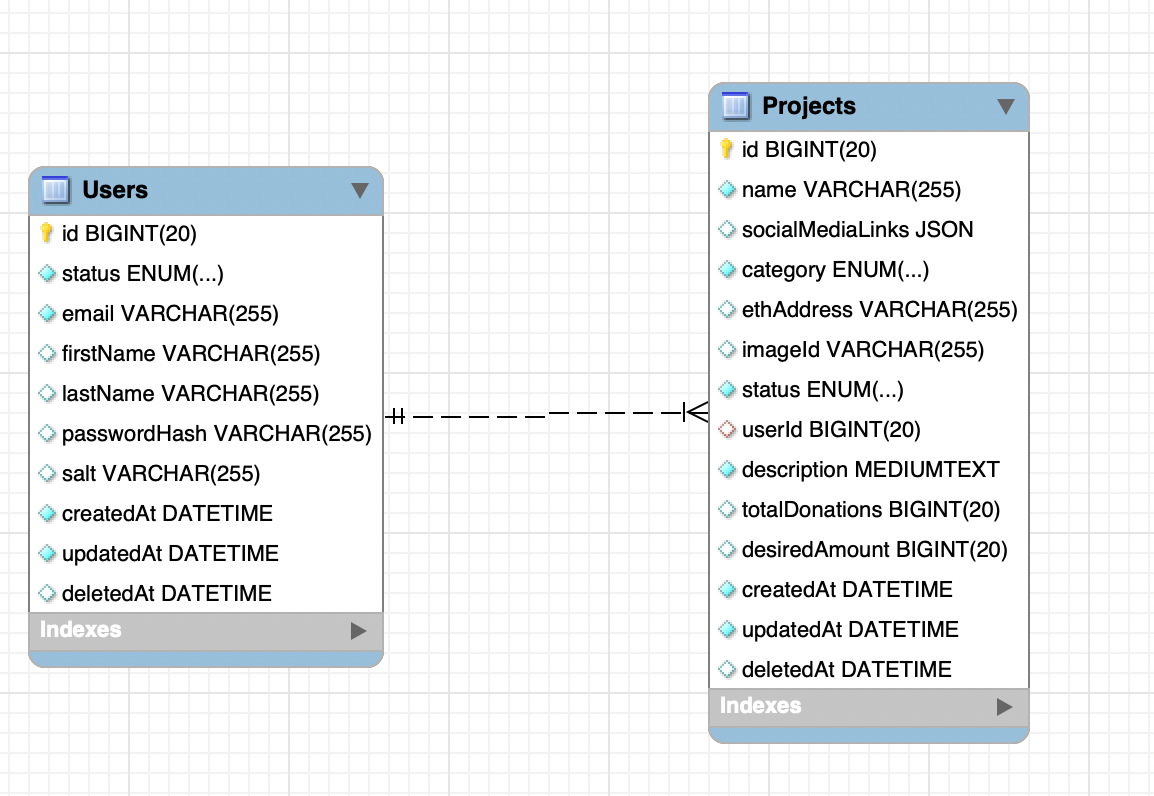 Users
id BIGINT(20)
status ENUM(...)
email VARCHAR(255)
firstName VARCHAR(255)
lastName VARCHAR(255)
passwordHash VARCHAR(255)
salt VARCHAR(255)
createdAt DATETIME
updatedAt DATETIME
deletedAt DATETIME
Indexes
Projects
id BIGINT(20)
name VARCHAR(255)
socialMediaLinks JSON
category ENUM(...)
ethAddress VARCHAR(255)
imageId VARCHAR(255)
status ENUM(...)
userId BIGINT(20)
description MEDIUMTEXT
totalDonations BIGINT(20)
desiredAmount BIGINT(20)
createdAt DATETIME
updatedAt DATETIME
deletedAt DATETIME
Indexes